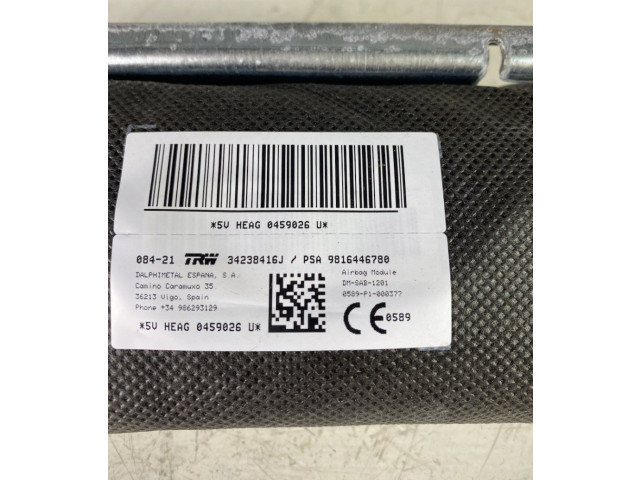 *5V HEAG 0459026 U*
084-21 TRW 34238416J / PSA 9816446780
DALPHIMETAL ESPANA, S.A.
Camino Caramuxo 35
36213 Vigo, Spain
Phone +34 986293129
Airbag Module
DM-SAB-1201
0589-P1-000377
*5V HEAG 0459026 U*
CE 0589